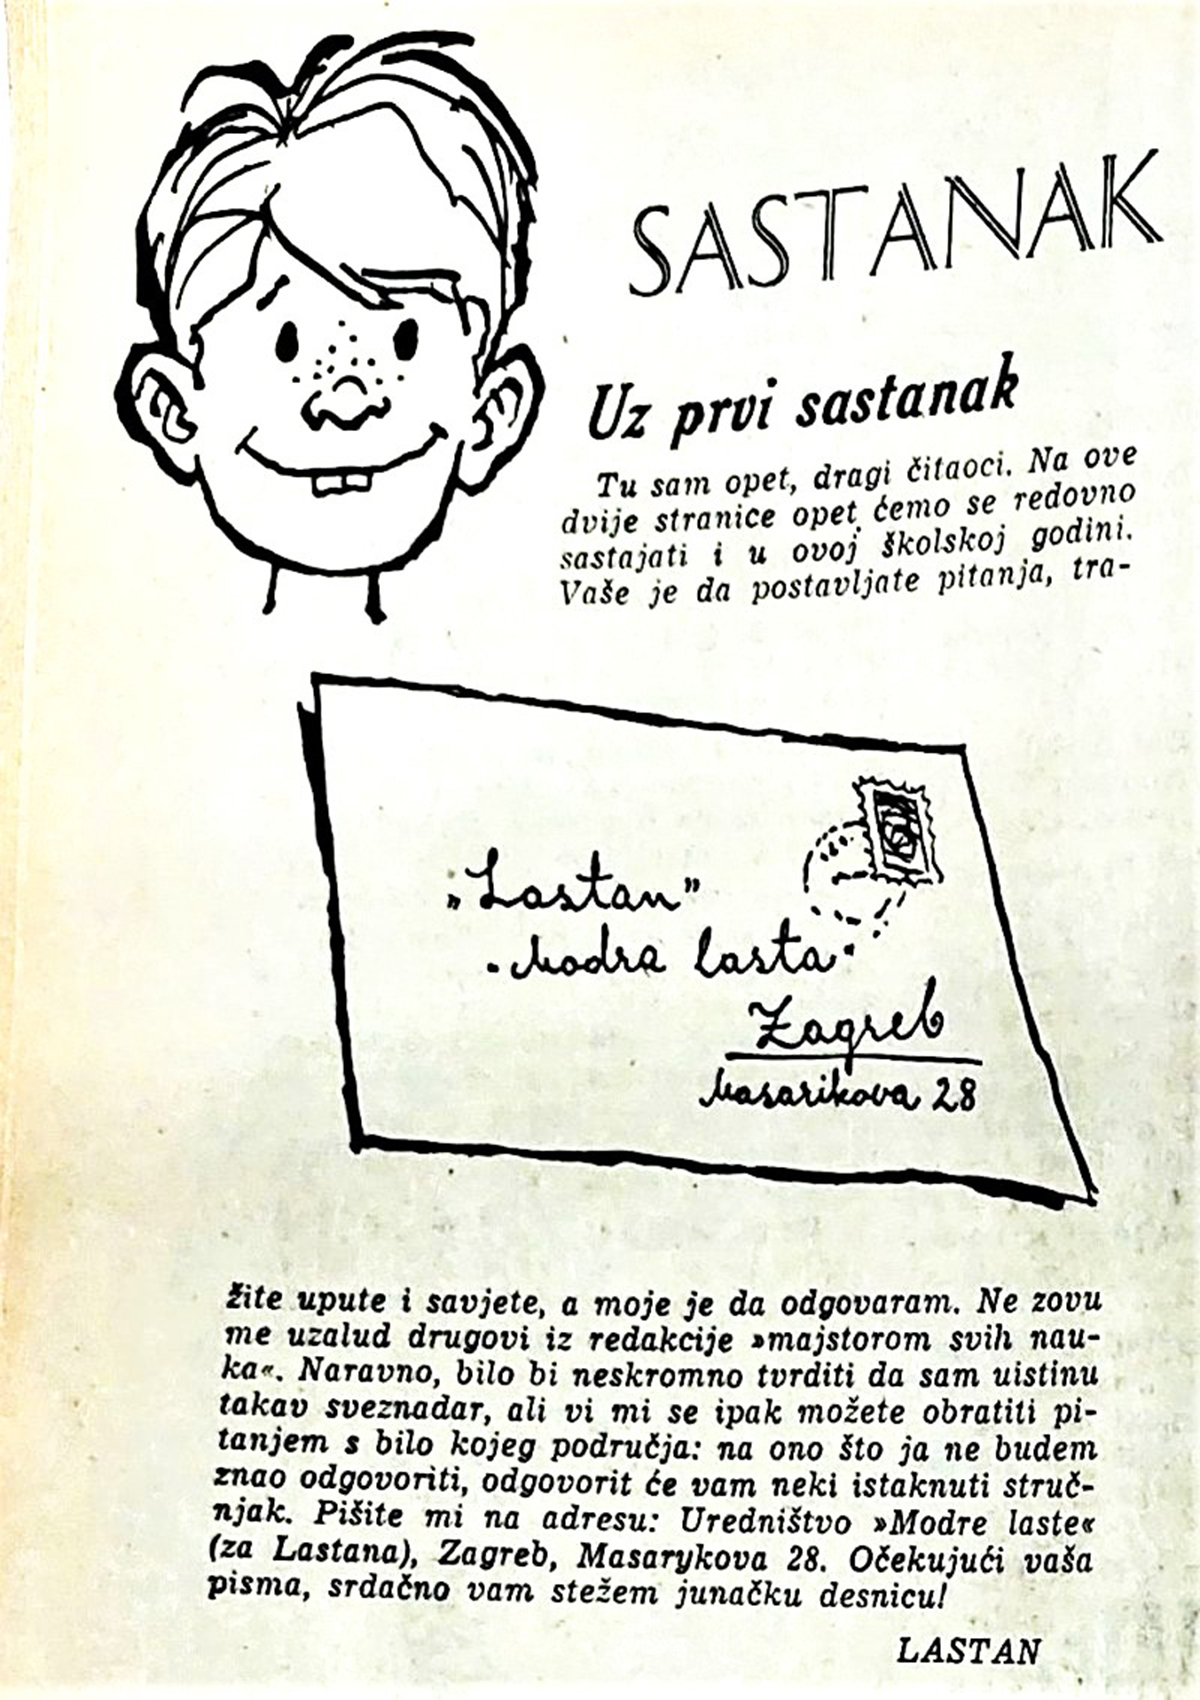 SASTANAK
Uz prvi sastanak
Tu sam opet, dragi čitaoci. Na ove
dvije stranice opet ćemo se redovno
sastajati i u ovoj školskoj godini.
Vaše je da postavljate pitanja, tra-
„Lastan”
„Modra lasta”
Zagreb
Masarikova 28
žite upute i savjete, a moje je da odgovaram. Ne zovu
me uzalud drugovi iz redakcije »majstorom svih nau-
ka«. Naravno, bilo bi neskromno tvrditi da sam uistinu
takav sveznadar, ali vi mi se ipak možete obratiti pi-
tanjem s bilo kojeg područja: na ono što ja ne budem
znao odgovoriti, odgovorit će vam neki istaknuti struč-
njak. Pišite mi na adresu: Uredništvo »Modre laste«
(za Lastana), Zagreb, Masarykova 28. Očekujući vaša
pisma, srdačno vam stežem junačku desnicu!
LASTAN